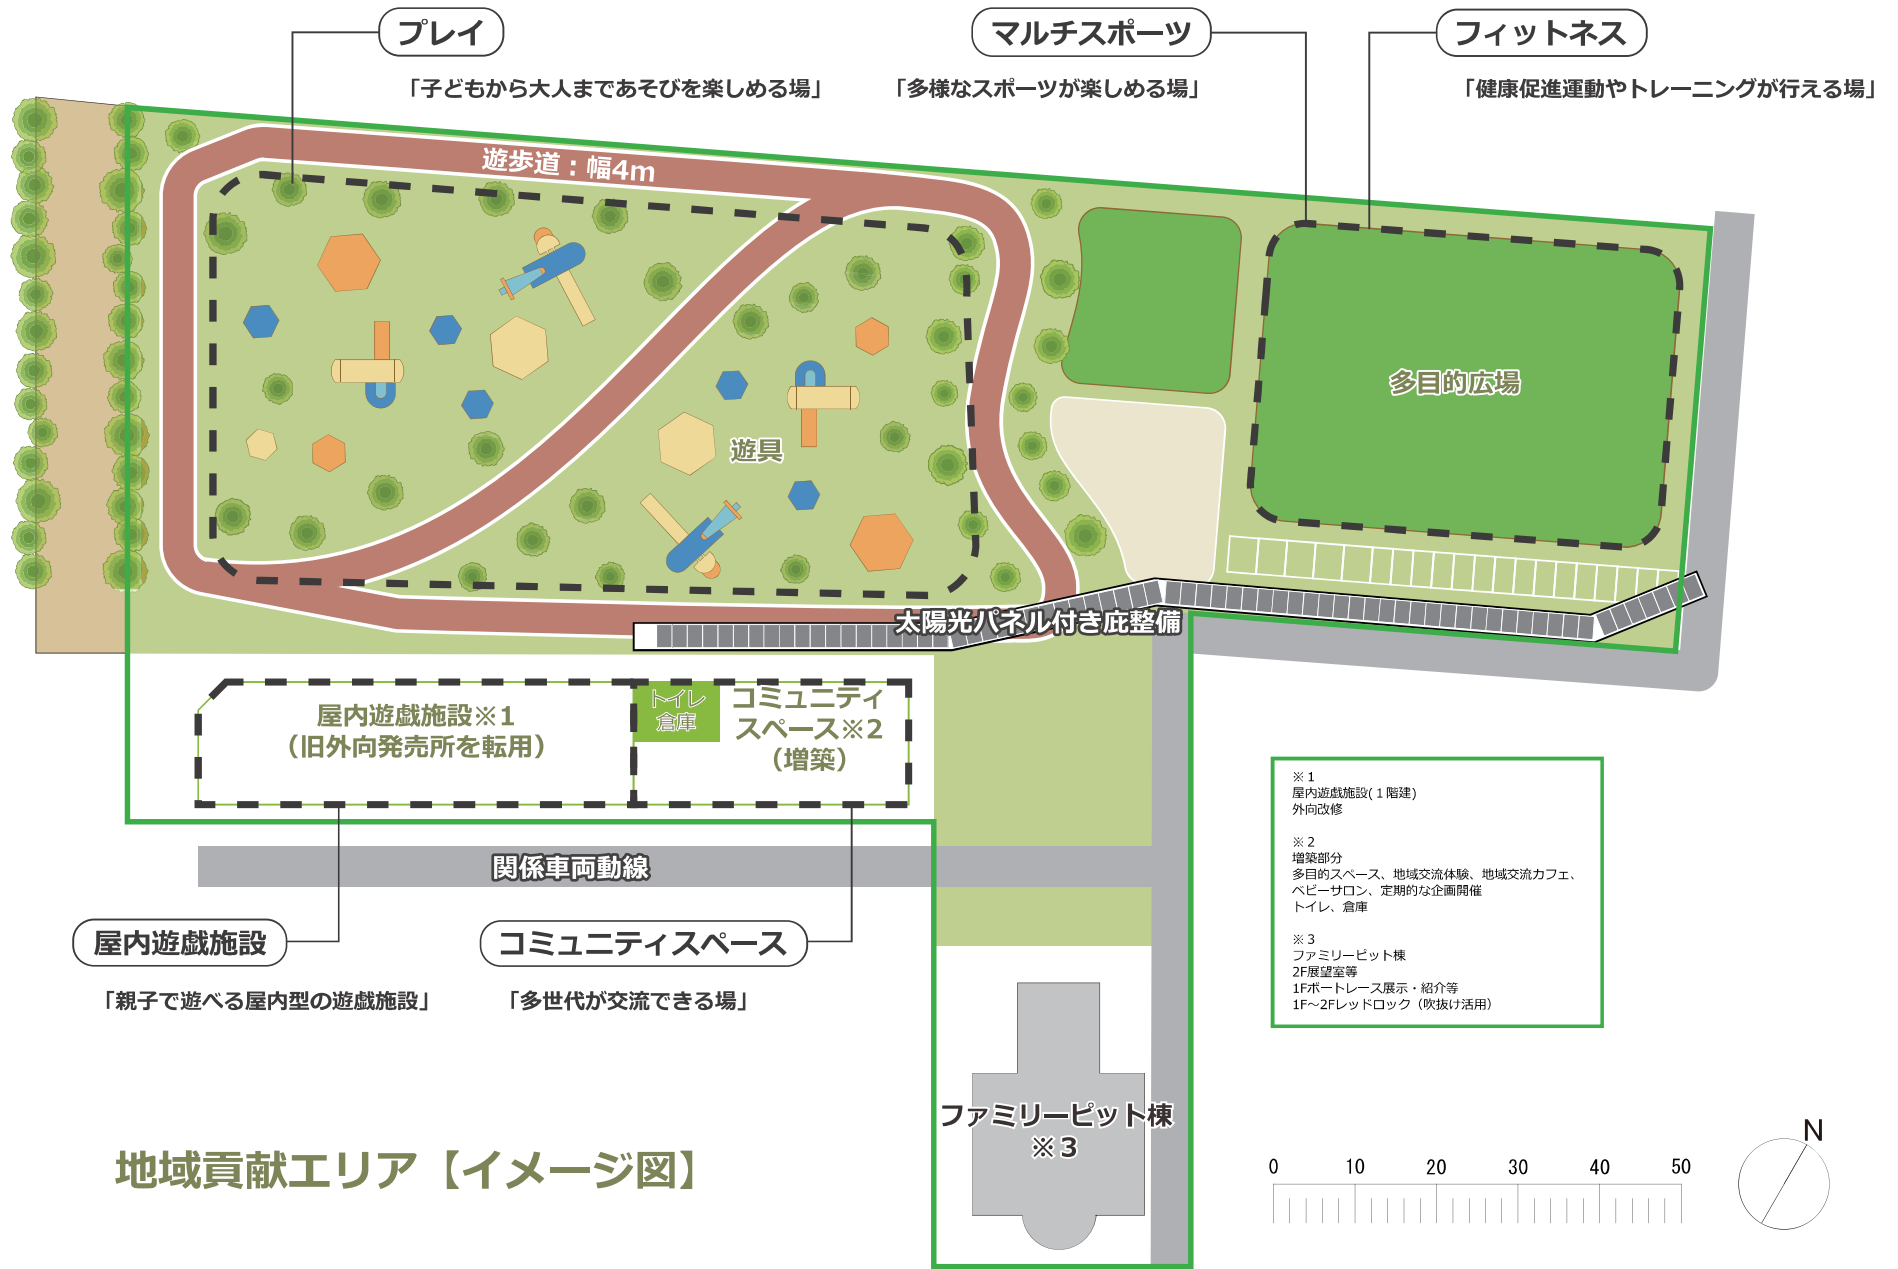 プレイ
「子どもから大人まであそびを楽しめる場」
マルチスポーツ
「多様なスポーツが楽しめる場」
フィットネス
「健康促進運動やトレーニングが行える場」
遊歩道：幅4m
多目的広場
遊具
太陽光パネル付き庇整備
屋内遊戯施設※1
（旧外向発売所を転用）
トイレ
倉庫
コミュニティ
スペース※2
（増築）
関係車両動線
屋内遊戯施設
「親子で遊べる屋内型の遊戯施設」
コミュニティスペース
「多世代が交流できる場」
※１
屋内遊戯施設(１階建)
外向改修
※２
増築部分
多目的スペース、地域交流体験、地域交流カフェ、
ベビーサロン、定期的な企画開催
トイレ、倉庫
※３
ファミリーピット棟
2F展望室等
1Fボートレース展示・紹介等
1F～2Fレッドロック（吹抜け活用）
ファミリーピット棟
※３
地域貢献エリア【イメージ図】
0 10 20 30 40 50
N